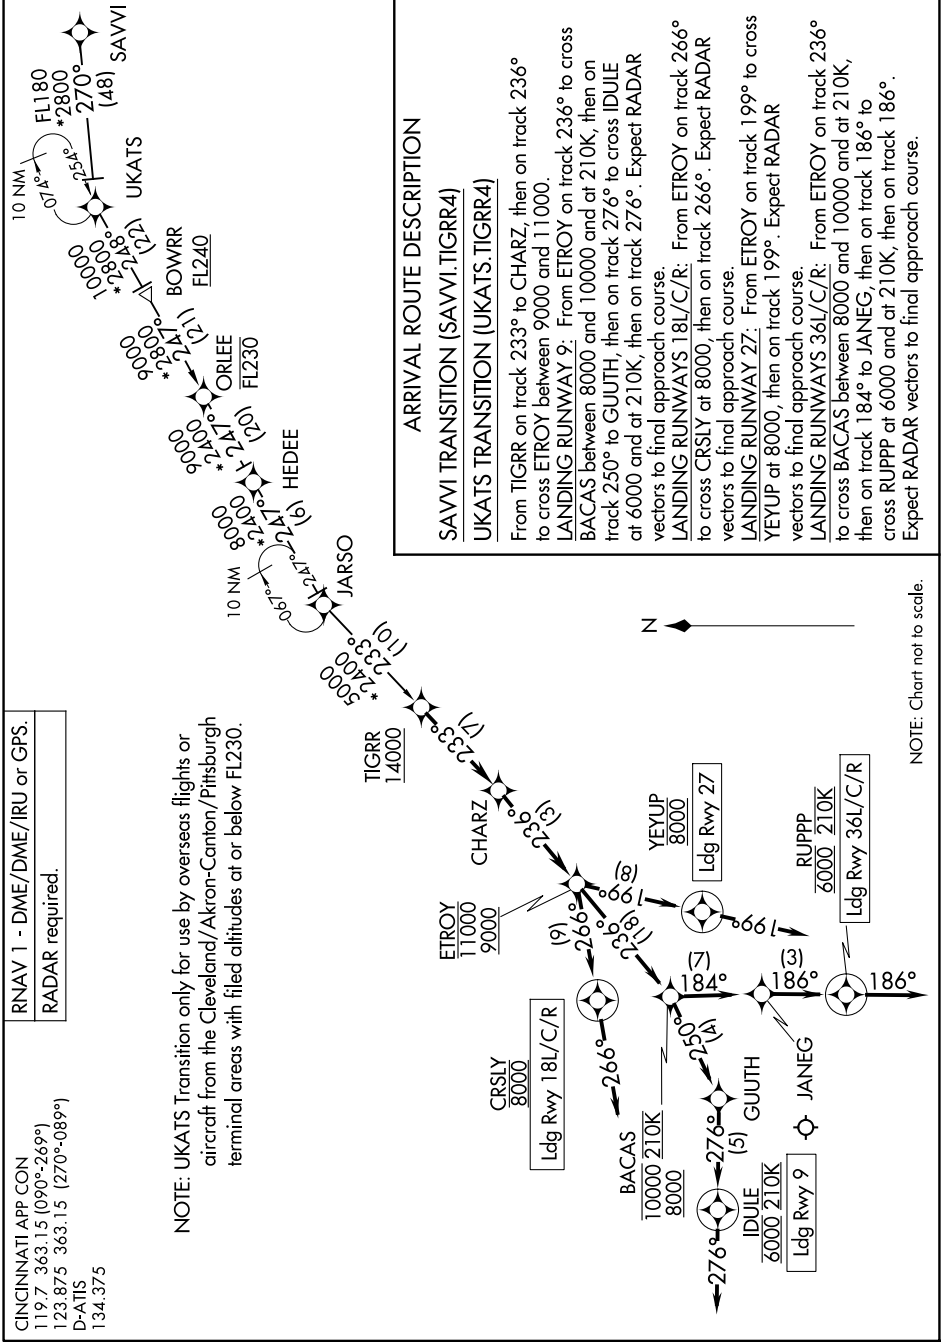 CINCINNATI APP CON
119.7 363.15 (090°-269°)
123.875 363.15 (270°-089°)
D-ATIS
134.375
RNAV 1 - DME/DME/IRU or GPS.
RADAR required.
NOTE: UKATS Transition only for use by overseas flights or
aircraft from the Cleveland/Akron-Canton/Pittsburgh
terminal areas with filed altitudes at or below FL230.
SAVVI
FL180
*2800
270°
(48)
10 NM
074°
254°
UKATS
10000
*2800
248°
(22)
BOWRR
FL240
9000
*2800
247°
(21)
ORLEE
FL230
9000
*2400
247°
(20)
HEDEE
8000
*2400
247°
(6)
10 NM
067°
247°
JARSO
5000
*2400
233°
(10)
TIGRR
14000
233°
(7)
CHARZ
236°
(3)
ETROY
11000
9000
266°
(9)
236°
(18)
199°
(8)
YEYUP
8000
Ldg Rwy 27
199°
CRSLY
8000
Ldg Rwy 18L/C/R
266°
BACAS
10000 210K
8000
184°
(7)
250°
(4)
GUUTH
276°
(5)
IDULE
6000 210K
Ldg Rwy 9
276°
JANEG
186°
(3)
RUPPP
6000 210K
Ldg Rwy 36L/C/R
186°
N
NOTE: Chart not to scale.
ARRIVAL ROUTE DESCRIPTION
SAVVI TRANSITION (SAVVI.TIGRR4)
UKATS TRANSITION (UKATS.TIGRR4)
From TIGRR on track 233° to CHARZ, then on track 236°
to cross ETROY between 9000 and 11000.
LANDING RUNWAY 9: From ETROY on track 236° to cross
BACAS between 8000 and 10000 and at 210K, then on
track 250° to GUUTH, then on track 276° to cross IDULE
at 6000 and at 210K, then on track 276°. Expect RADAR
vectors to final approach course.
LANDING RUNWAYS 18L/C/R: From ETROY on track 266°
to cross CRSLY at 8000, then on track 266°. Expect RADAR
vectors to final approach course.
LANDING RUNWAY 27: From ETROY on track 199° to cross
YEYUP at 8000, then on track 199°. Expect RADAR
vectors to final approach course.
LANDING RUNWAYS 36L/C/R: From ETROY on track 236°
to cross BACAS between 8000 and 10000 and at 210K,
then on track 184° to JANEG, then on track 186° to
cross RUPPP at 6000 and at 210K, then on track 186°.
Expect RADAR vectors to final approach course.